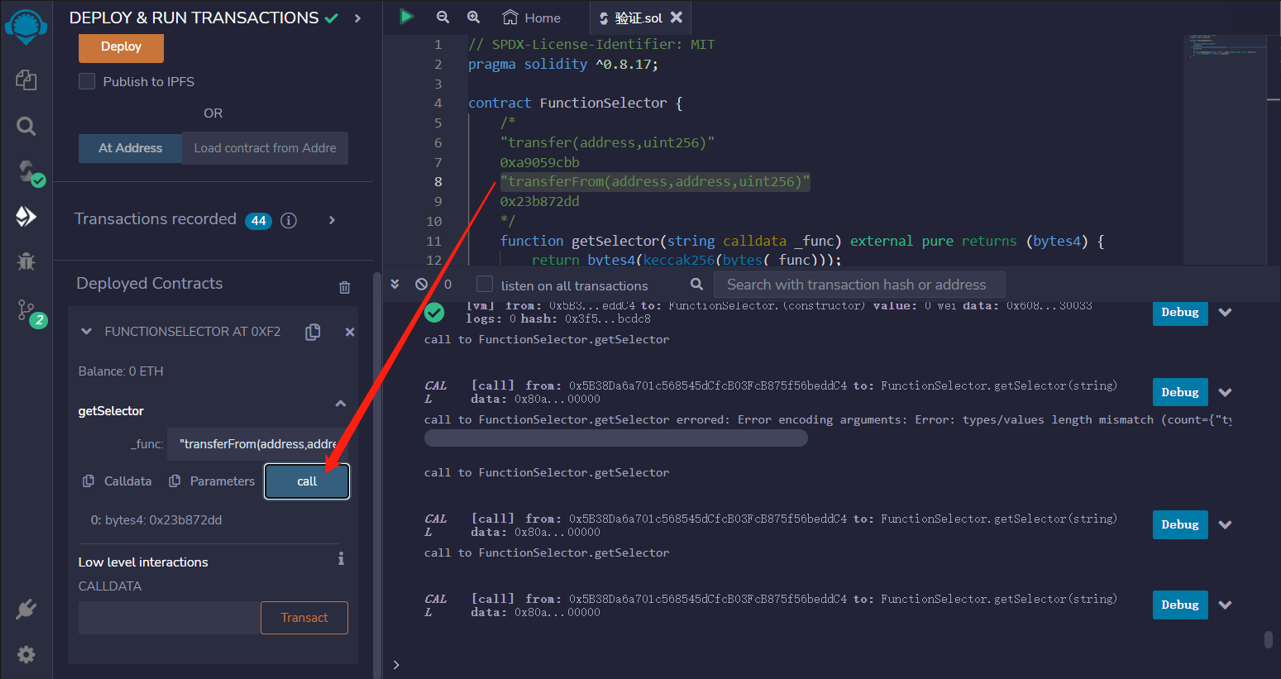 DEPLOY & RUN TRANSACTIONS
Deploy
Publish to IPFS
OR
At Address
Load contract from Addre
Transactions recorded 44
Deployed Contracts
FUNCTIONSELECTOR AT 0XF2
Balance: 0 ETH
getSelector
_func: "transferFrom(address,addre
Calldata Parameters call
0: bytes4: 0x23b872dd
Low level interactions
CALLDATA
Transact
2
Home 验证.sol
1 // SPDX-License-Identifier: MIT
2 pragma solidity ^0.8.17;
3
4 contract FunctionSelector {
5 /*
6 "transfer(address,uint256)"
7 0xa9059cbb
8 "transferFrom(address,address,uint256)"
9 0x23b872dd
10 */
11 function getSelector(string calldata _func) external pure returns (bytes4) {
12 return bytes4(keccak256(bytes(_func)));
0 listen on all transactions Search with transaction hash or address
[vm] from: 0x5B3...eddC4 to: FunctionSelector.(constructor) value: 0 wei data: 0x608...30033
logs: 0 hash: 0x3f5...bcdc8
Debug
call to FunctionSelector.getSelector
CAL
L
[call] from: 0x5B38Da6a701c568545dCfcB03FcB875f56beddC4 to: FunctionSelector.getSelector(string)
data: 0x80a...00000
Debug
call to FunctionSelector.getSelector errored: Error encoding arguments: Error: types/values length mismatch (count={"ty
call to FunctionSelector.getSelector
CAL
L
[call] from: 0x5B38Da6a701c568545dCfcB03FcB875f56beddC4 to: FunctionSelector.getSelector(string)
data: 0x80a...00000
Debug
call to FunctionSelector.getSelector
CAL
L
[call] from: 0x5B38Da6a701c568545dCfcB03FcB875f56beddC4 to: FunctionSelector.getSelector(string)
data: 0x80a...00000
Debug
>